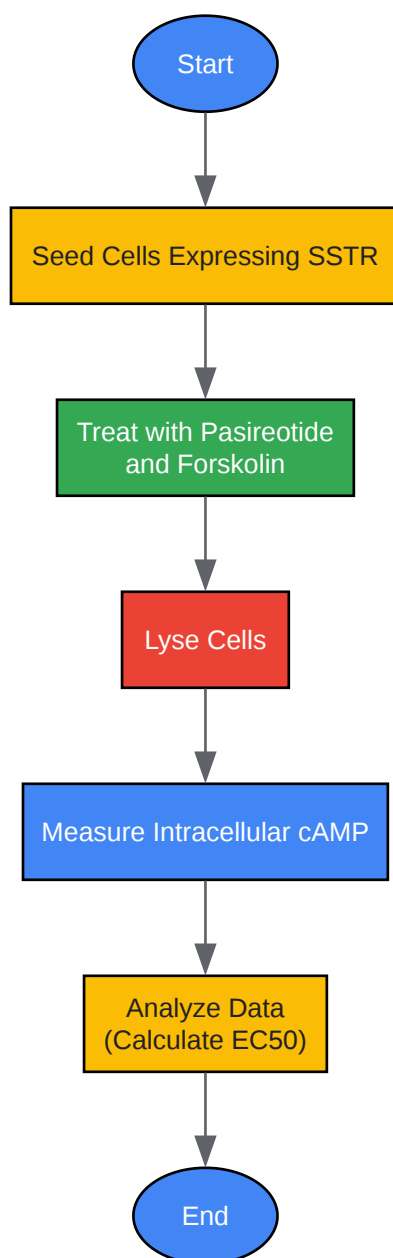 Start
Seed Cells Expressing SSTR
Treat with Pasireotide
and Forskolin
Lyse Cells
Measure Intracellular cAMP
Analyze Data
(Calculate EC50)
End